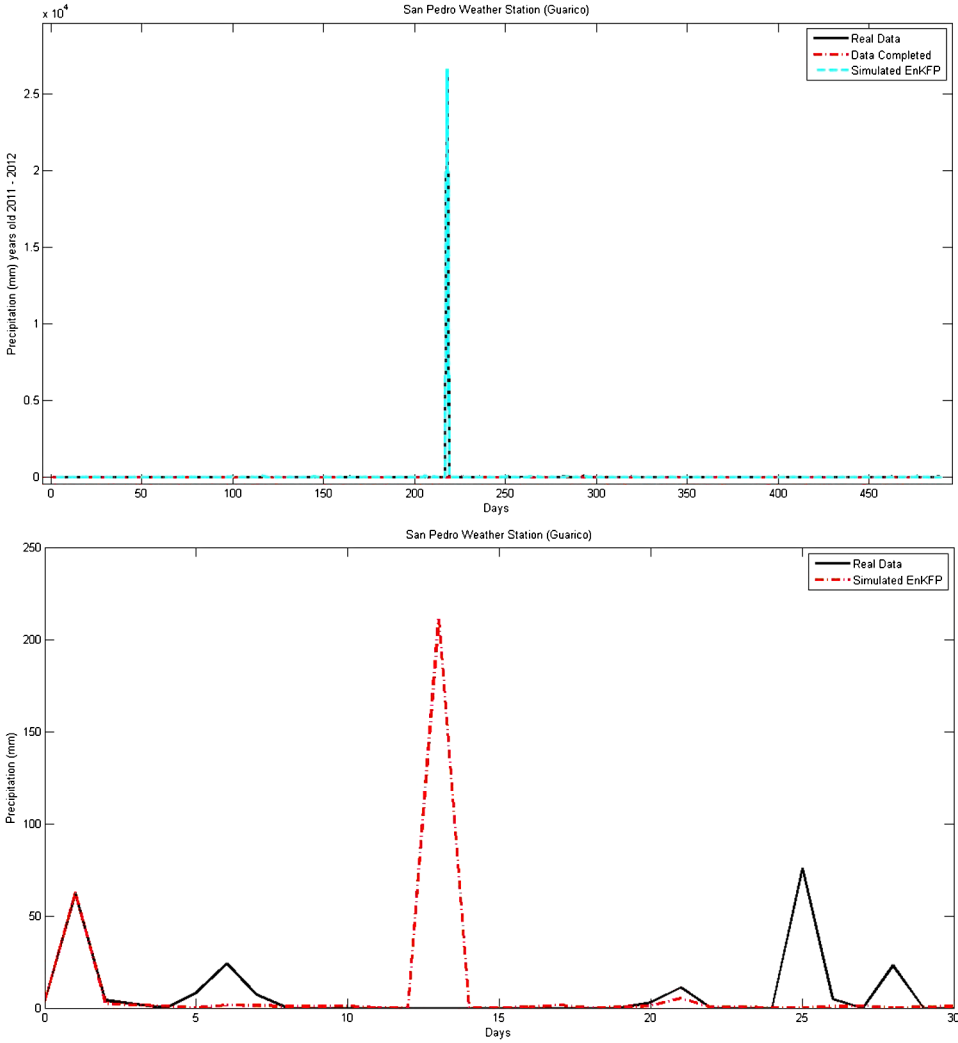 San Pedro Weather Station (Guarico)
x 10^4
Real Data
Data Completed
Simulated EnKFP
2.5
2
1.5
1
0.5
0
Precipitation (mm) years old 2011 - 2012
0 50 100 150 200 250 300 350 400 450
Days
San Pedro Weather Station (Guarico)
Real Data
Simulated EnKFP
250
200
150
100
50
0
Precipitation (mm)
0 5 10 15 20 25 30
Days